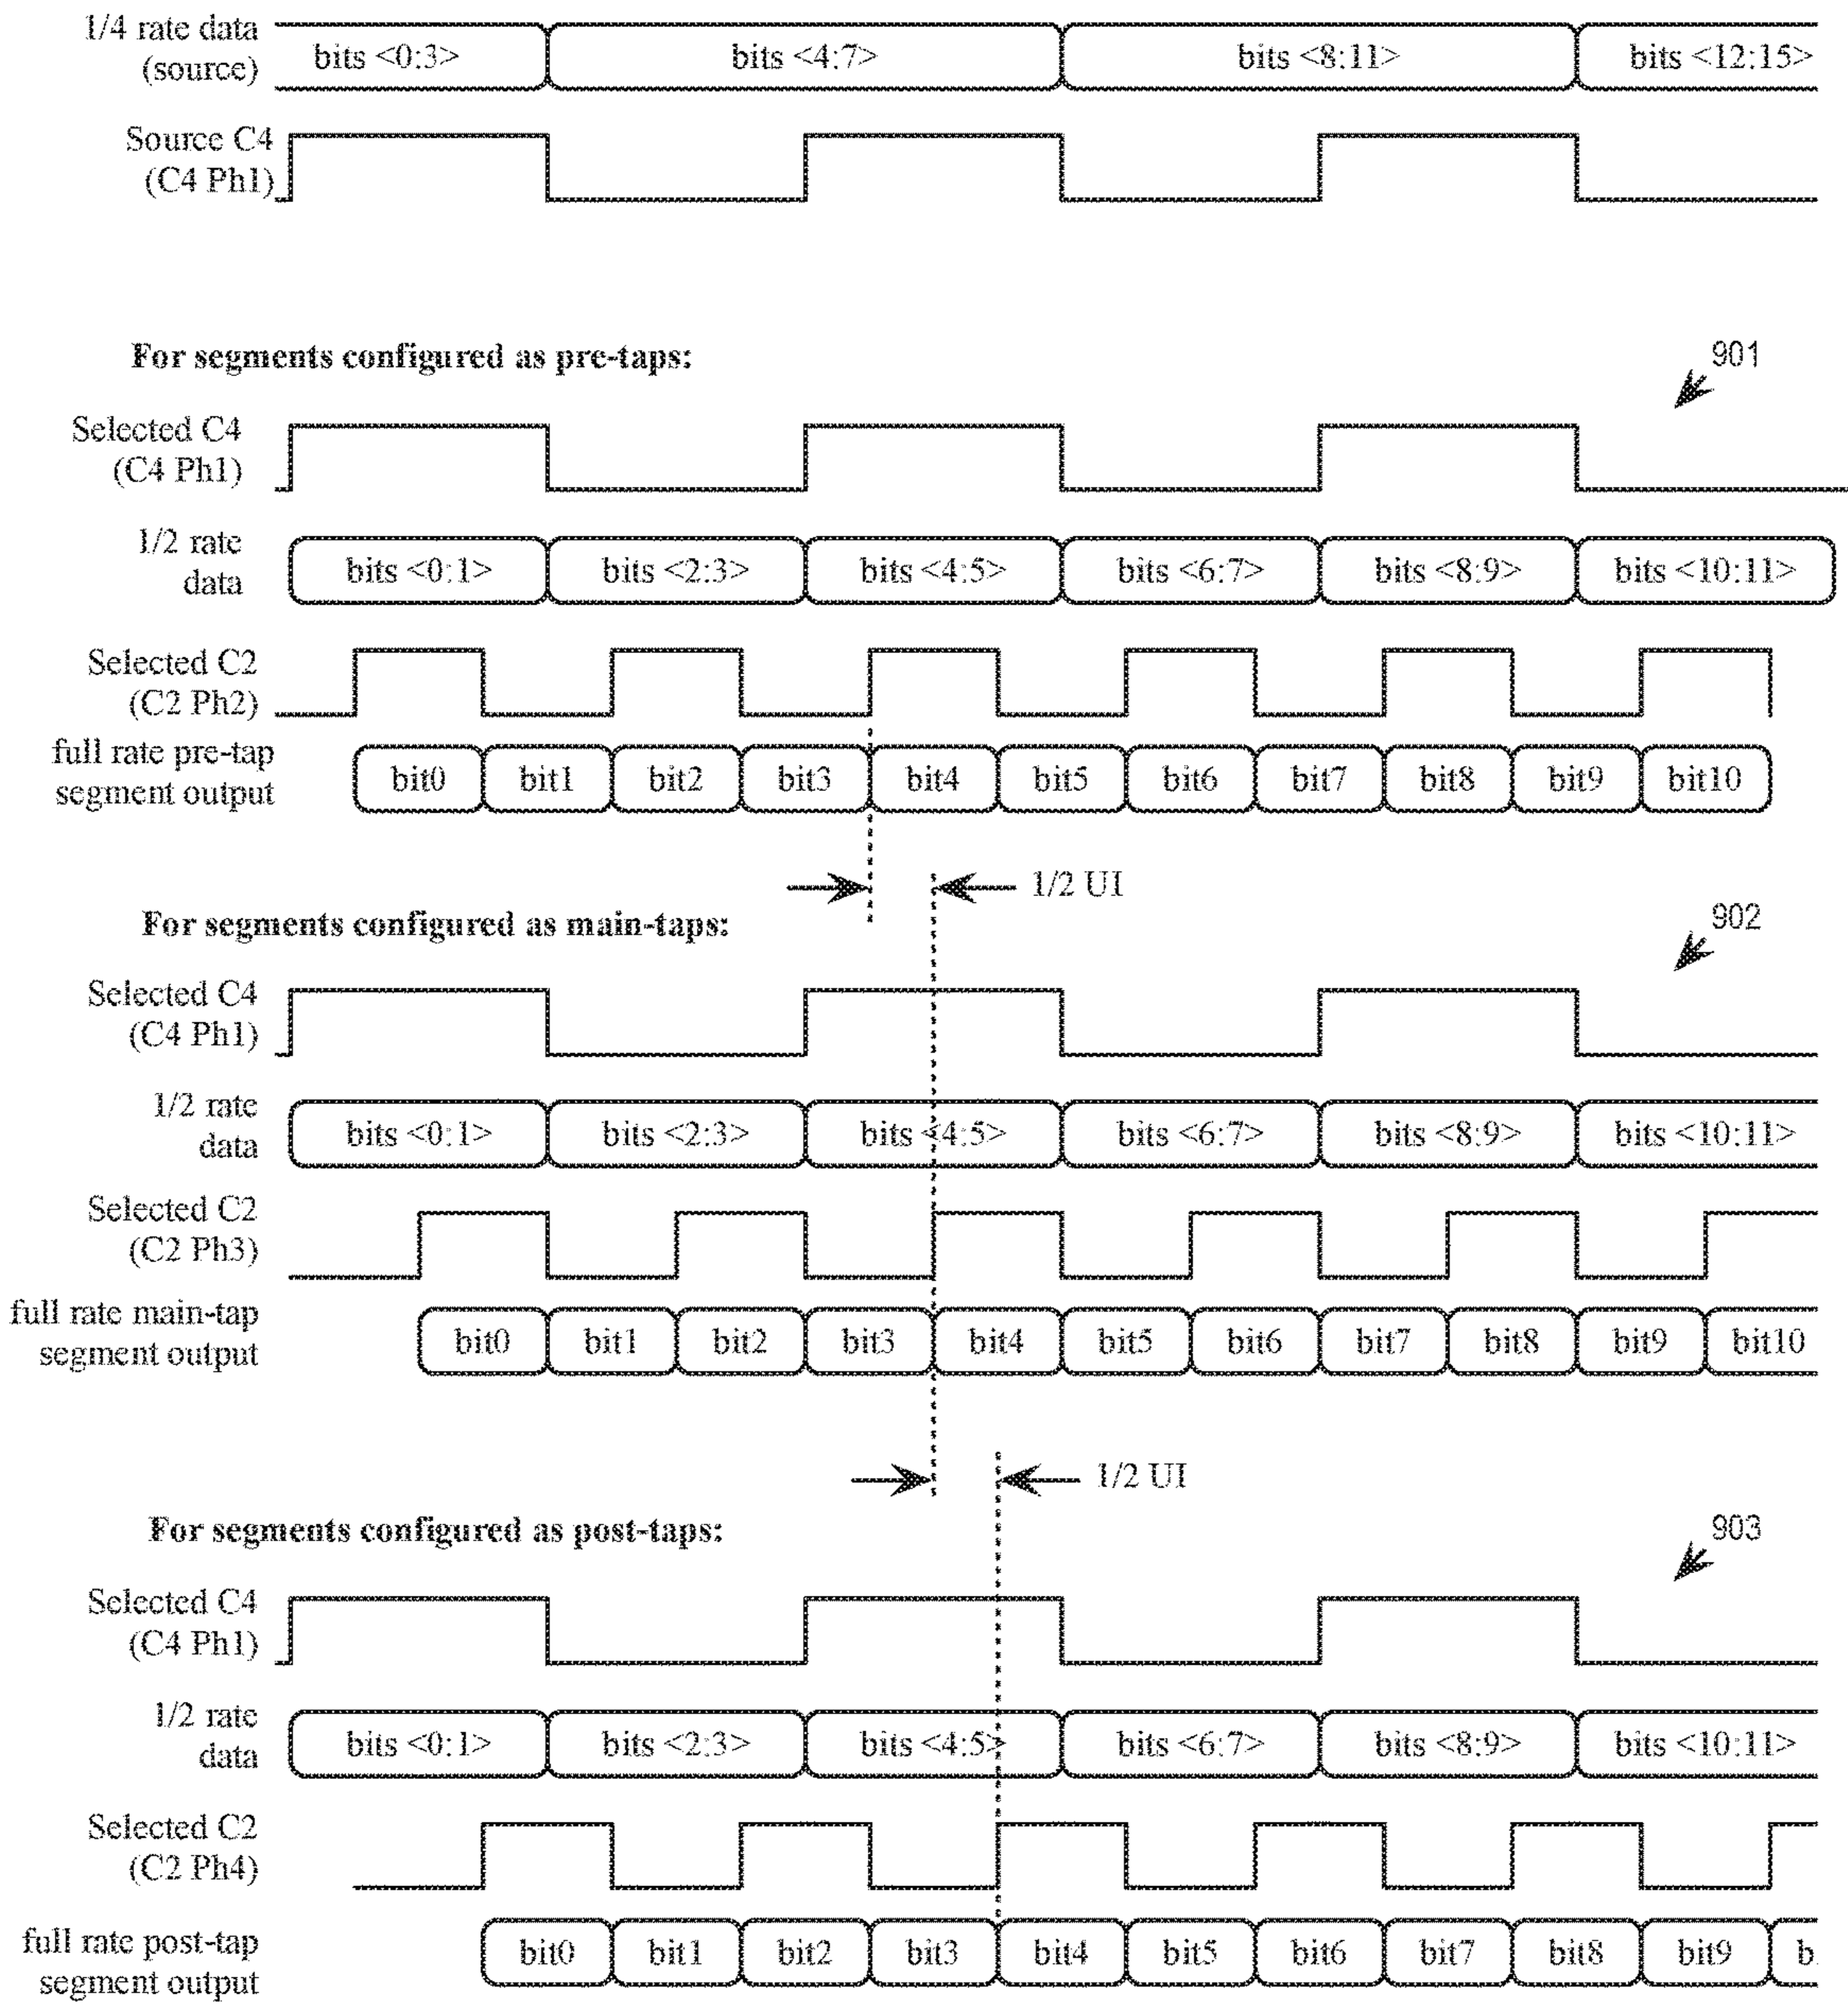 1/4 rate data
(source)
bits <0:3>
bits <4:7>
bits <8:11>
bits <12:15>
Source C4
(C4 Ph1)
For segments configured as pre-taps:
901
Selected C4
(C4 Ph1)
1/2 rate
data
bits <0:1>
bits <2:3>
bits <4:5>
bits <6:7>
bits <8:9>
bits <10:11>
Selected C2
(C2 Ph2)
full rate pre-tap
segment output
bit0
bit1
bit2
bit3
bit4
bit5
bit6
bit7
bit8
bit9
bit10
1/2 UI
For segments configured as main-taps:
902
Selected C4
(C4 Ph1)
1/2 rate
data
bits <0:1>
bits <2:3>
bits <4:5>
bits <6:7>
bits <8:9>
bits <10:11>
Selected C2
(C2 Ph3)
full rate main-tap
segment output
bit0
bit1
bit2
bit3
bit4
bit5
bit6
bit7
bit8
bit9
bit10
1/2 UI
For segments configured as post-taps:
903
Selected C4
(C4 Ph1)
1/2 rate
data
bits <0:1>
bits <2:3>
bits <4:5>
bits <6:7>
bits <8:9>
bits <10:11>
Selected C2
(C2 Ph4)
full rate post-tap
segment output
bit0
bit1
bit2
bit3
bit4
bit5
bit6
bit7
bit8
bit9
b